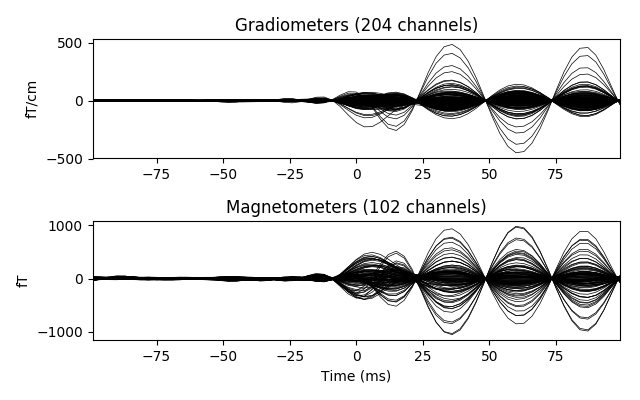 Gradiometers (204 channels)
500
0
−500
fT/cm
−75 −50 −25 0 25 50 75
Magnetometers (102 channels)
1000
0
−1000
fT
−75 −50 −25 0 25 50 75
Time (ms)